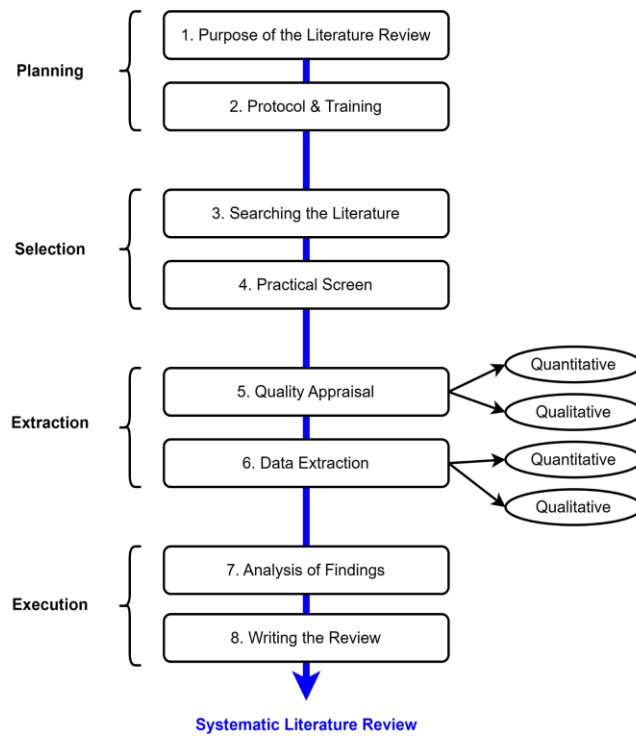 Planning
1. Purpose of the Literature Review
2. Protocol & Training
Selection
3. Searching the Literature
4. Practical Screen
Extraction
5. Quality Appraisal
Quantitative
Qualitative
6. Data Extraction
Quantitative
Qualitative
Execution
7. Analysis of Findings
8. Writing the Review
Systematic Literature Review